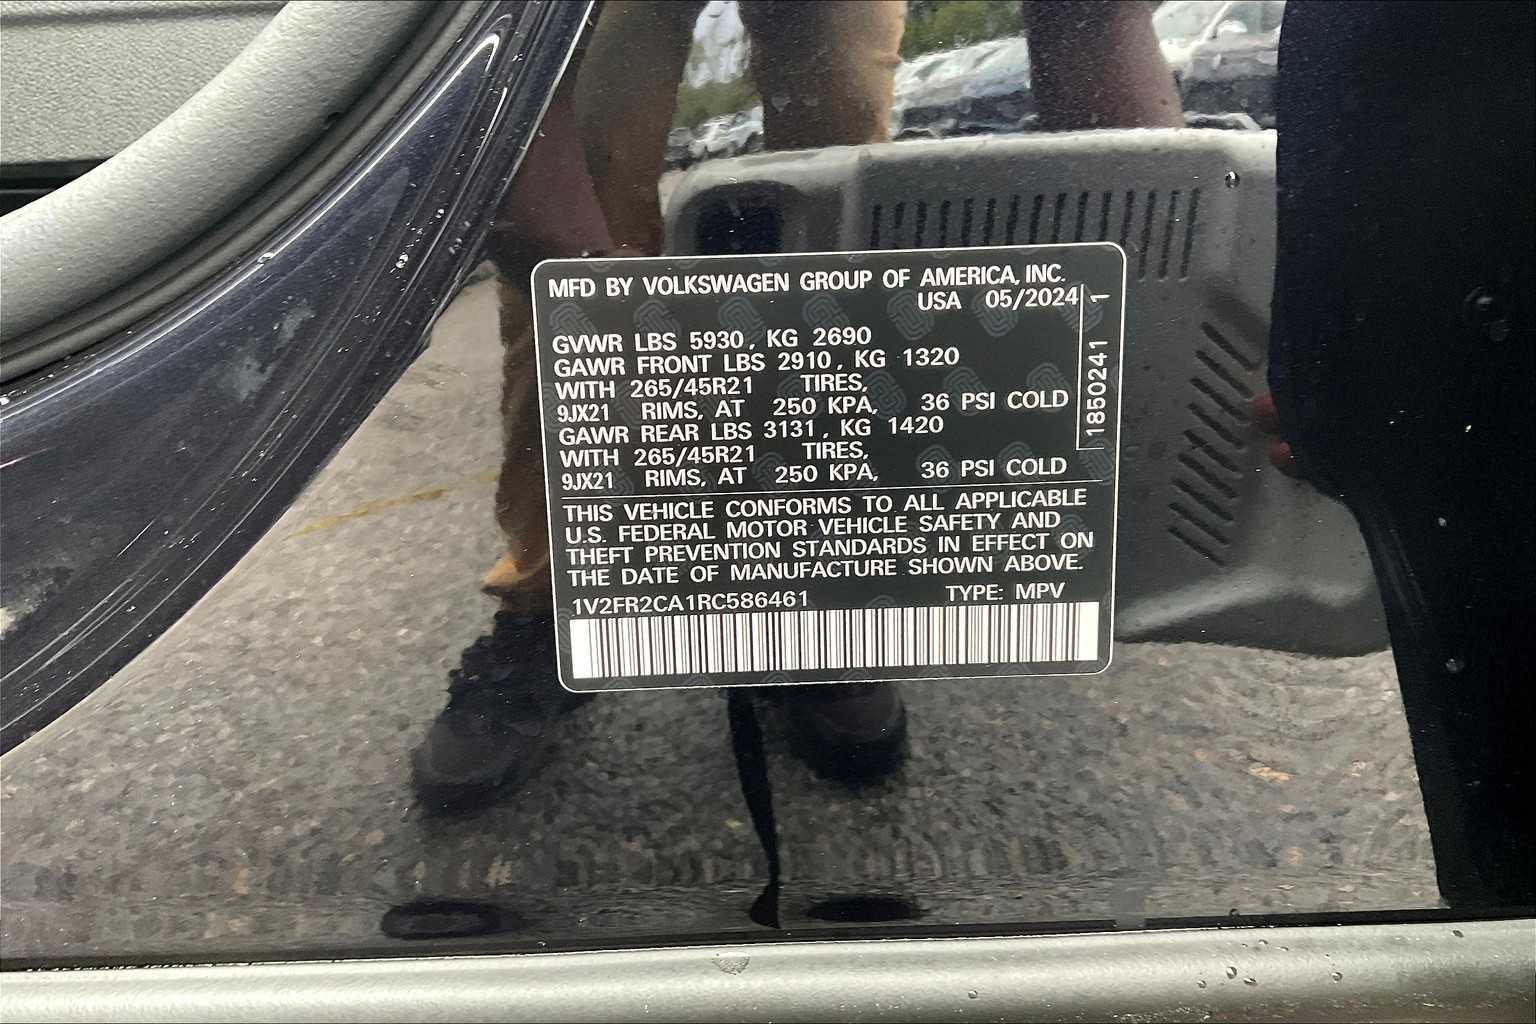 MFD BY VOLKSWAGEN GROUP OF AMERICA, INC.
USA 05/2024
GVWR LBS 5930, KG 2690
GAWR FRONT LBS 2910, KG 1320
WITH 265/45R21 TIRES,
9JX21 RIMS, AT 250 KPA, 36 PSI COLD
GAWR REAR LBS 3131, KG 1420
WITH 265/45R21 TIRES,
9JX21 RIMS, AT 250 KPA, 36 PSI COLD
1850241 1
THIS VEHICLE CONFORMS TO ALL APPLICABLE
U.S. FEDERAL MOTOR VEHICLE SAFETY AND
THEFT PREVENTION STANDARDS IN EFFECT ON
THE DATE OF MANUFACTURE SHOWN ABOVE.
1V2FR2CA1RC586461 TYPE: MPV